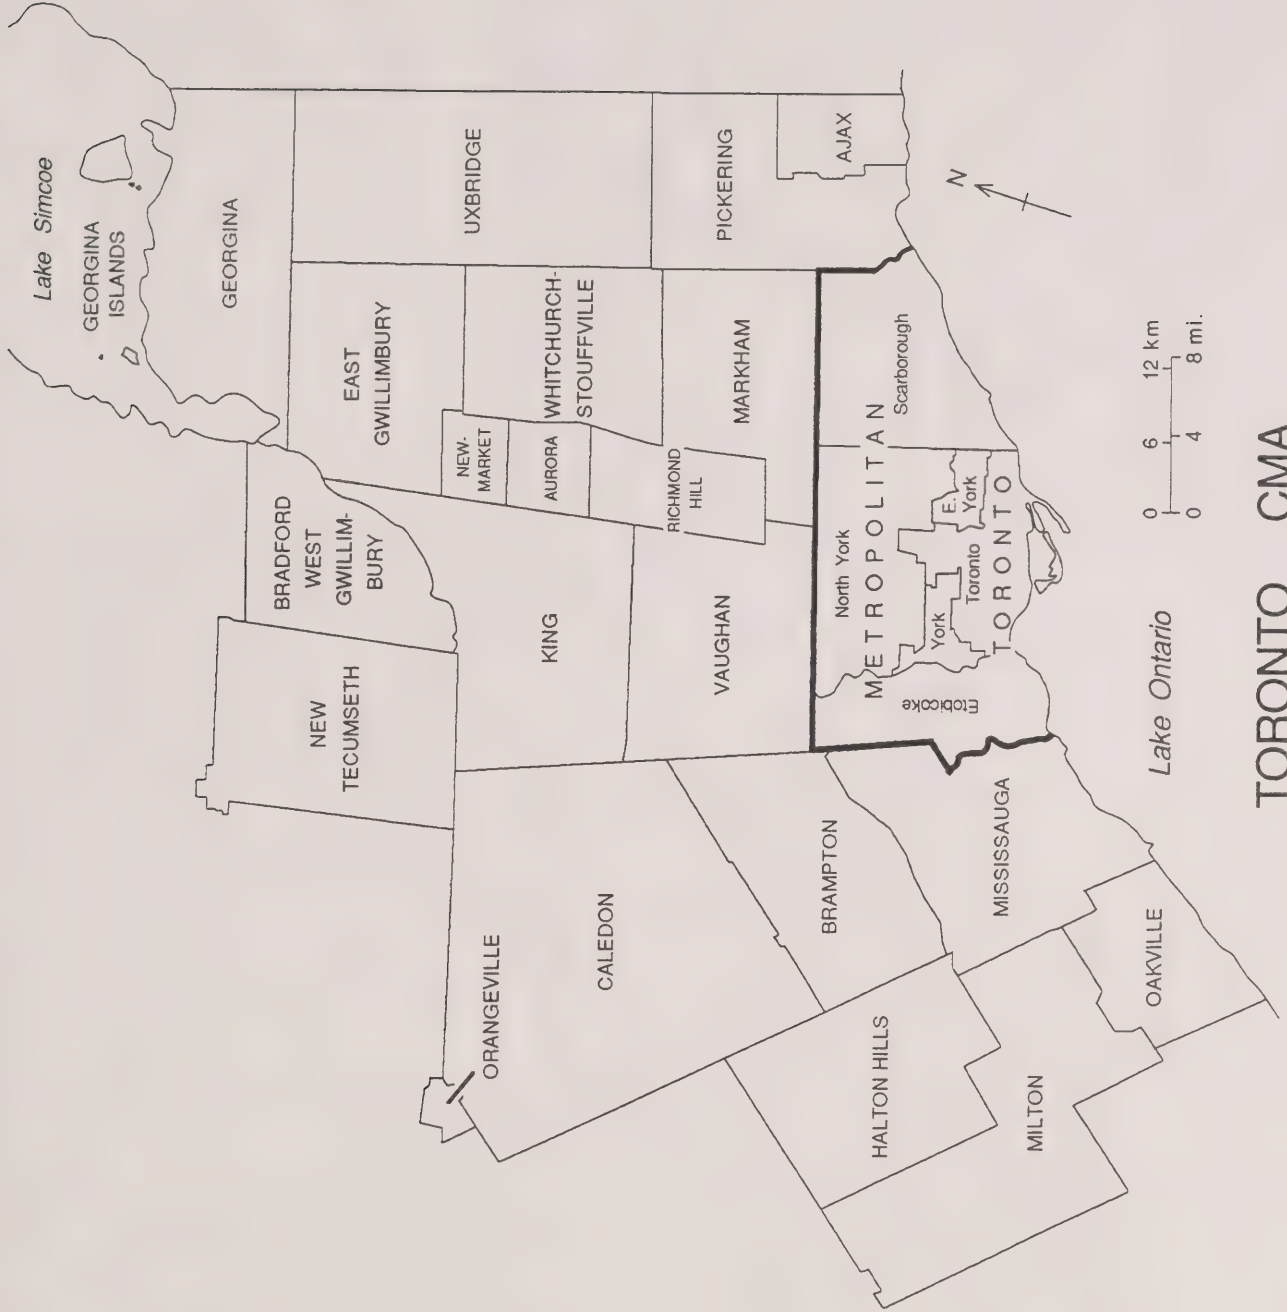 Lake Simcoe
GEORGINA
ISLANDS
GEORGINA
UXBRIDGE
PICKERING
AJAX
N
EAST
GWILLIMBURY
WHITCHURCH-
STOUFFVILLE
MARKHAM
NEW-
MARKET
AURORA
RICHMOND
HILL
BRADFORD
WEST
GWILLIM-
BURY
NEW
TECUMSETH
KING
VAUGHAN
METROPOLITAN
TORONTO
Scarborough
North York
E.
York
York
Toronto
Etobicoke
ORANGEVILLE
CALEDON
BRAMPTON
MISSISSAUGA
HALTON HILLS
MILTON
OAKVILLE
Lake Ontario
0 6 12 km
0 4 8 mi.
TORONTO CMA